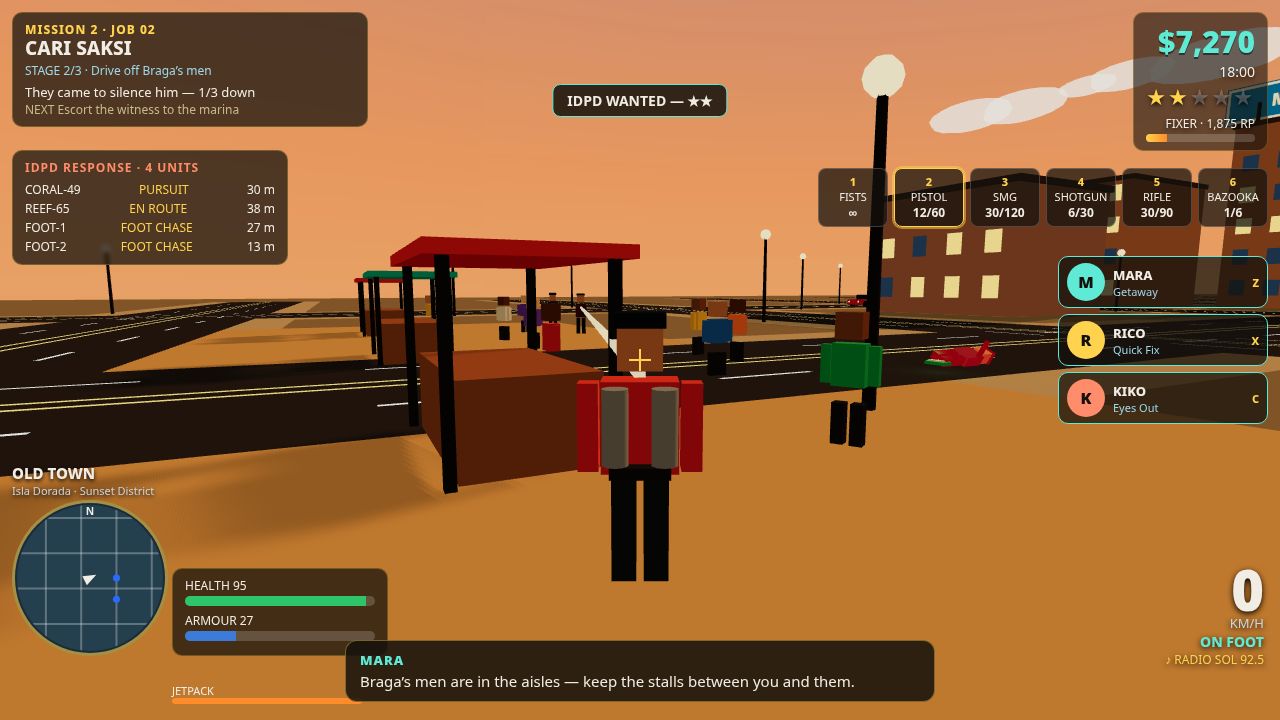 MISSION 2 · JOB 02
CARI SAKSI
STAGE 2/3 · Drive off Braga's men
They came to silence him — 1/3 down
NEXT Escort the witness to the marina
IDPD WANTED — ★★
$7,270
18:00
★★★★★
FIXER · 1,875 RP
IDPD RESPONSE · 4 UNITS
CORAL-49 PURSUIT 30 m
REEF-65 EN ROUTE 38 m
FOOT-1 FOOT CHASE 27 m
FOOT-2 FOOT CHASE 13 m
1 FISTS ∞
2 PISTOL 12/60
3 SMG 30/120
4 SHOTGUN 6/30
5 RIFLE 30/90
6 BAZOOKA 1/6
M MARA Getaway Z
R RICO Quick Fix X
K KIKO Eyes Out C
OLD TOWN
Isla Dorada · Sunset District
N
HEALTH 95
ARMOUR 27
JETPACK
MARA
Braga's men are in the aisles — keep the stalls between you and them.
0
KM/H
ON FOOT
♪ RADIO SOL 92.5